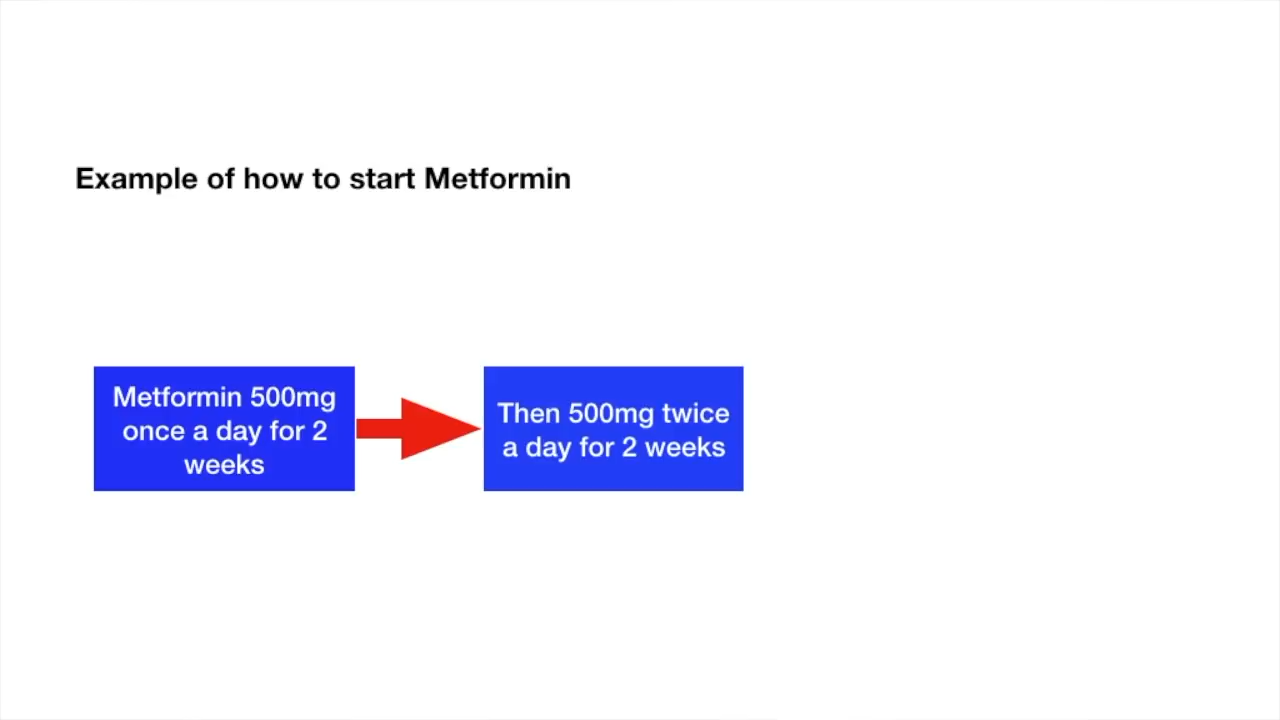 Example of how to start Metformin
Metformin 500mg
once a day for 2
weeks
Then 500mg twice
a day for 2 weeks